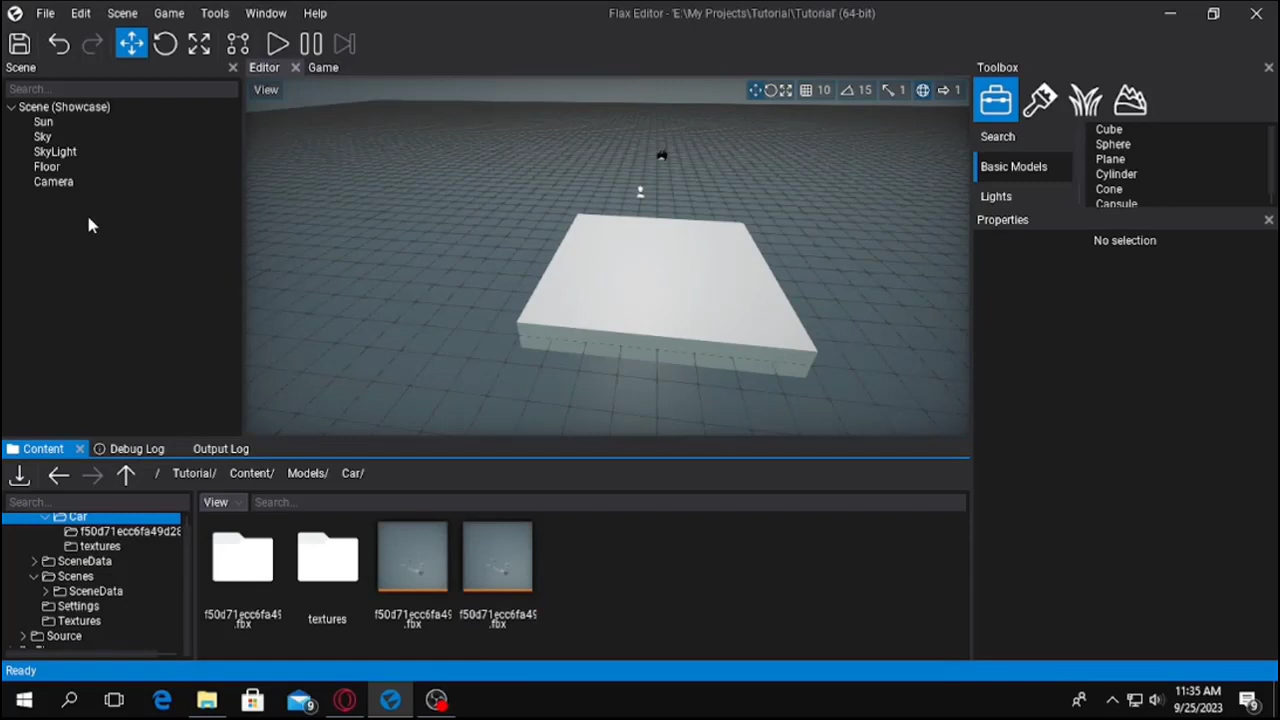 File Edit Scene Game Tools Window Help
Flax Editor - 'E:\My Projects\Tutorial\Tutorial' (64-bit)
Scene
Editor
Game
Toolbox
Search...
View
10
15
1
1
Scene (Showcase)
Sun
Sky
SkyLight
Floor
Camera
Search
Basic Models
Lights
Cube
Sphere
Plane
Cylinder
Cone
Capsule
Properties
No selection
Content
Debug Log
Output Log
/ Tutorial/ Content/ Models/ Car/
Search...
View
Search...
Car
f50d71ecc6fa49d28
textures
SceneData
Scenes
SceneData
Settings
Textures
Source
f50d71ecc6fa49
.fbx
textures
f50d71ecc6fa49
.fbx
f50d71ecc6fa49
.fbx
Ready
9
11:35 AM
9/25/2023
9